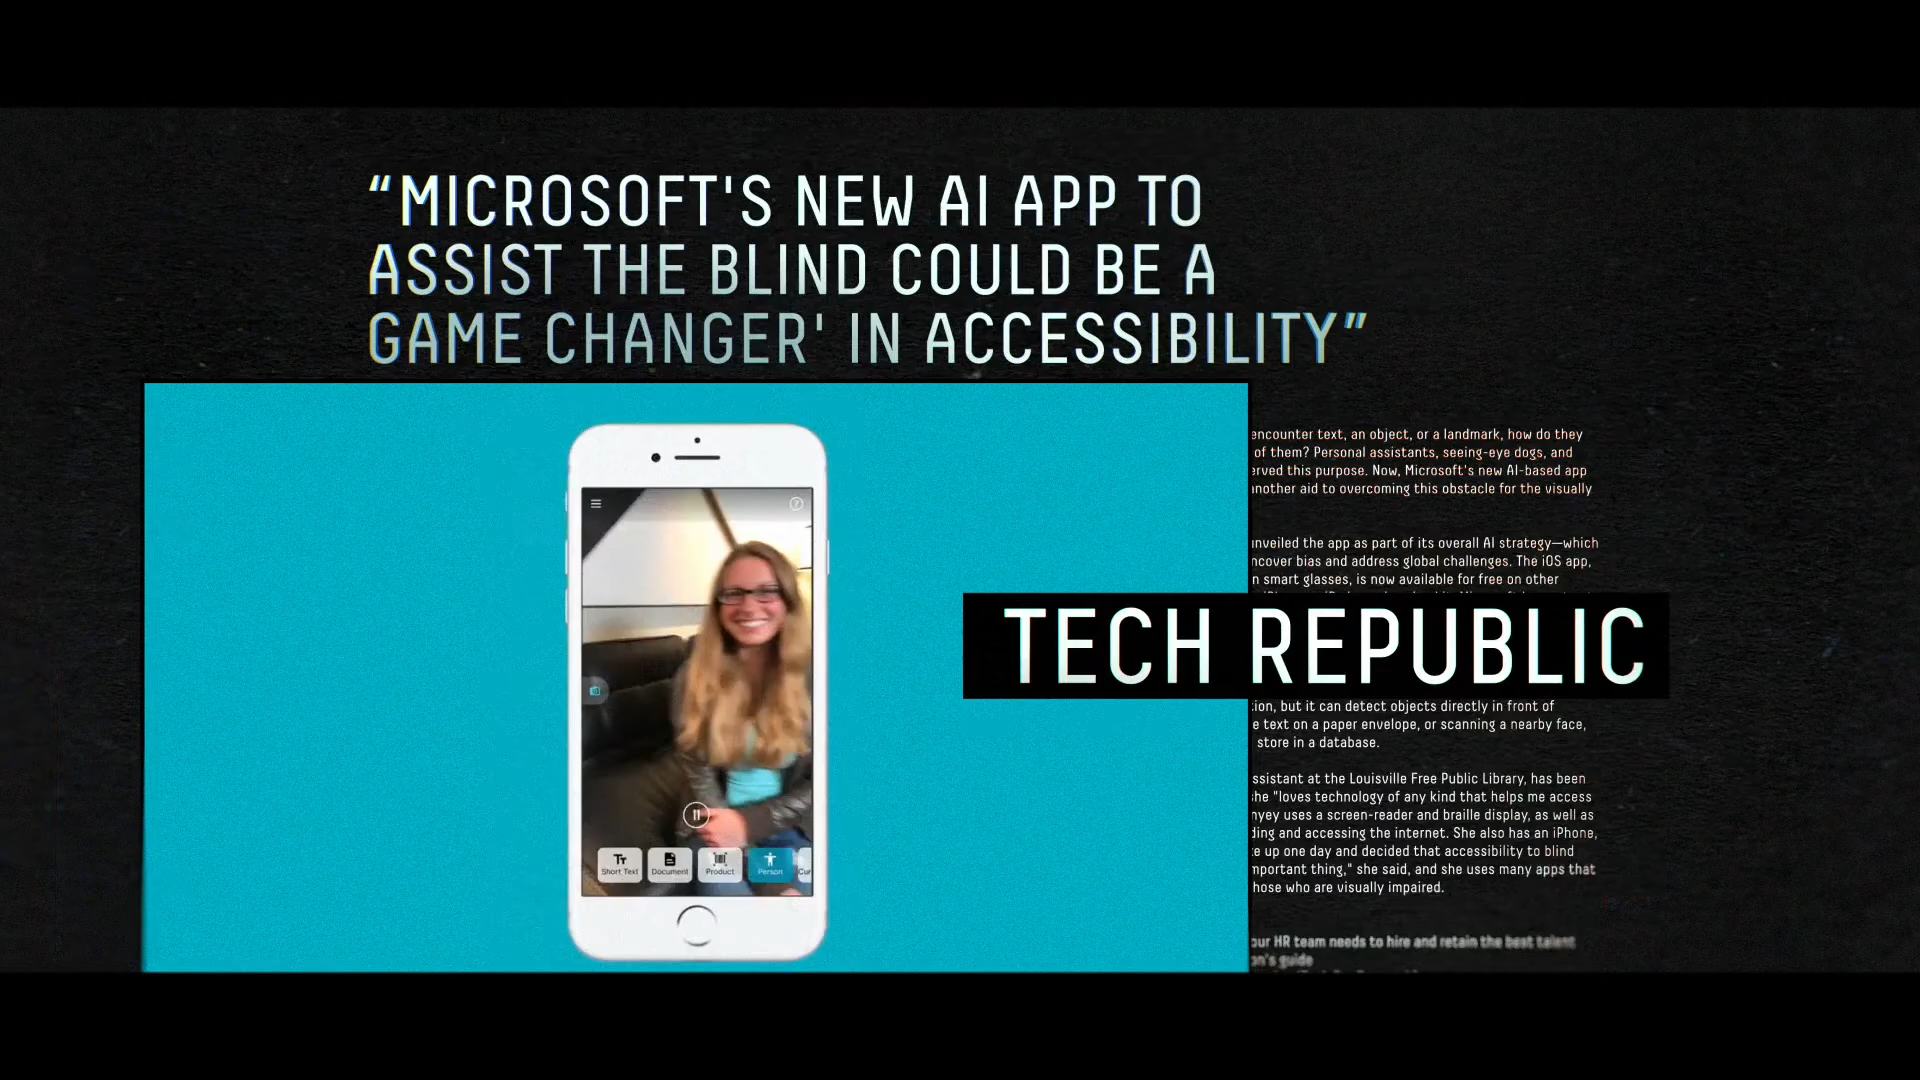 “MICROSOFT'S NEW AI APP TO
ASSIST THE BLIND COULD BE A
GAME CHANGER' IN ACCESSIBILITY”
encounter text, an object, or a landmark, how do they
of them? Personal assistants, seeing-eye dogs, and
erved this purpose. Now, Microsoft's new AI-based app
another aid to overcoming this obstacle for the visually
unveiled the app as part of its overall AI strategy—which
ncover bias and address global challenges. The iOS app,
n smart glasses, is now available for free on other
TECH REPUBLIC
tion, but it can detect objects directly in front of
e text on a paper envelope, or scanning a nearby face,
store in a database.
ssistant at the Louisville Free Public Library, has been
she "loves technology of any kind that helps me access
nyey uses a screen-reader and braille display, as well as
ding and accessing the internet. She also has an iPhone,
e up one day and decided that accessibility to blind
mportant thing," she said, and she uses many apps that
hose who are visually impaired.
our HR team needs to hire and retain the best talent
on's guide
Short Text Document Product Person Cur